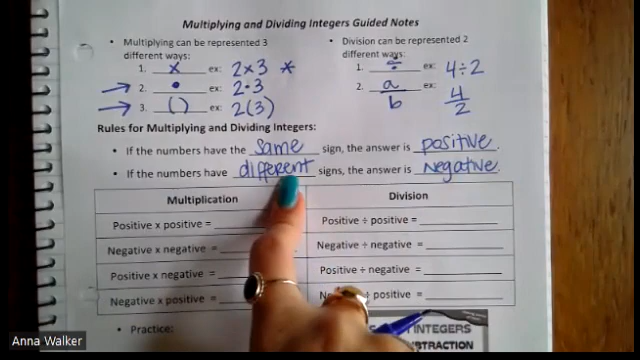 Multiplying and Dividing Integers Guided Notes
• Multiplying can be represented 3 different ways:
1. x ex: 2 x 3 *
→ 2. • ex: 2 • 3
→ 3. ( ) ex: 2(3)
• Division can be represented 2 different ways:
1. ÷ ex: 4 ÷ 2
2. a/b ex: 4/2
Rules for Multiplying and Dividing Integers:
• If the numbers have the same sign, the answer is positive.
• If the numbers have different signs, the answer is Negative.
Multiplication Division
Positive x positive = Positive ÷ positive =
Negative x negative = Negative ÷ negative =
Positive x negative = Positive ÷ negative =
Negative x positive = ÷ positive =
• Practice:
INTEGERS
Anna Walker